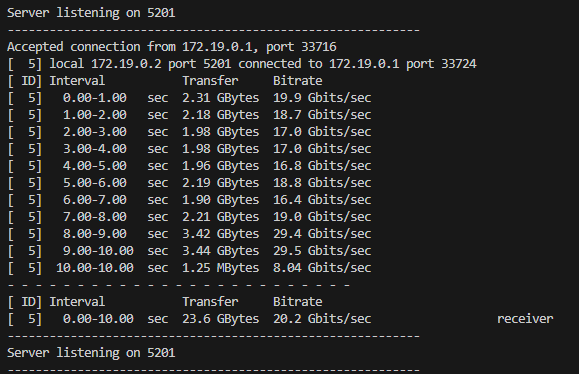 Server listening on 5201
-----------------------------------------------------------
Accepted connection from 172.19.0.1, port 33716
[  5] local 172.19.0.2 port 5201 connected to 172.19.0.1 port 33724
[ ID] Interval           Transfer     Bitrate
[  5]   0.00-1.00   sec  2.31 GBytes  19.9 Gbits/sec
[  5]   1.00-2.00   sec  2.18 GBytes  18.7 Gbits/sec
[  5]   2.00-3.00   sec  1.98 GBytes  17.0 Gbits/sec
[  5]   3.00-4.00   sec  1.98 GBytes  17.0 Gbits/sec
[  5]   4.00-5.00   sec  1.96 GBytes  16.8 Gbits/sec
[  5]   5.00-6.00   sec  2.19 GBytes  18.8 Gbits/sec
[  5]   6.00-7.00   sec  1.90 GBytes  16.4 Gbits/sec
[  5]   7.00-8.00   sec  2.21 GBytes  19.0 Gbits/sec
[  5]   8.00-9.00   sec  3.42 GBytes  29.4 Gbits/sec
[  5]   9.00-10.00  sec  3.44 GBytes  29.5 Gbits/sec
[  5]  10.00-10.00  sec  1.25 MBytes  8.04 Gbits/sec
- - - - - - - - - - - - - - - - - - - - - - - - -
[ ID] Interval           Transfer     Bitrate
[  5]   0.00-10.00  sec  23.6 GBytes  20.2 Gbits/sec                  receiver
-----------------------------------------------------------
Server listening on 5201
-----------------------------------------------------------